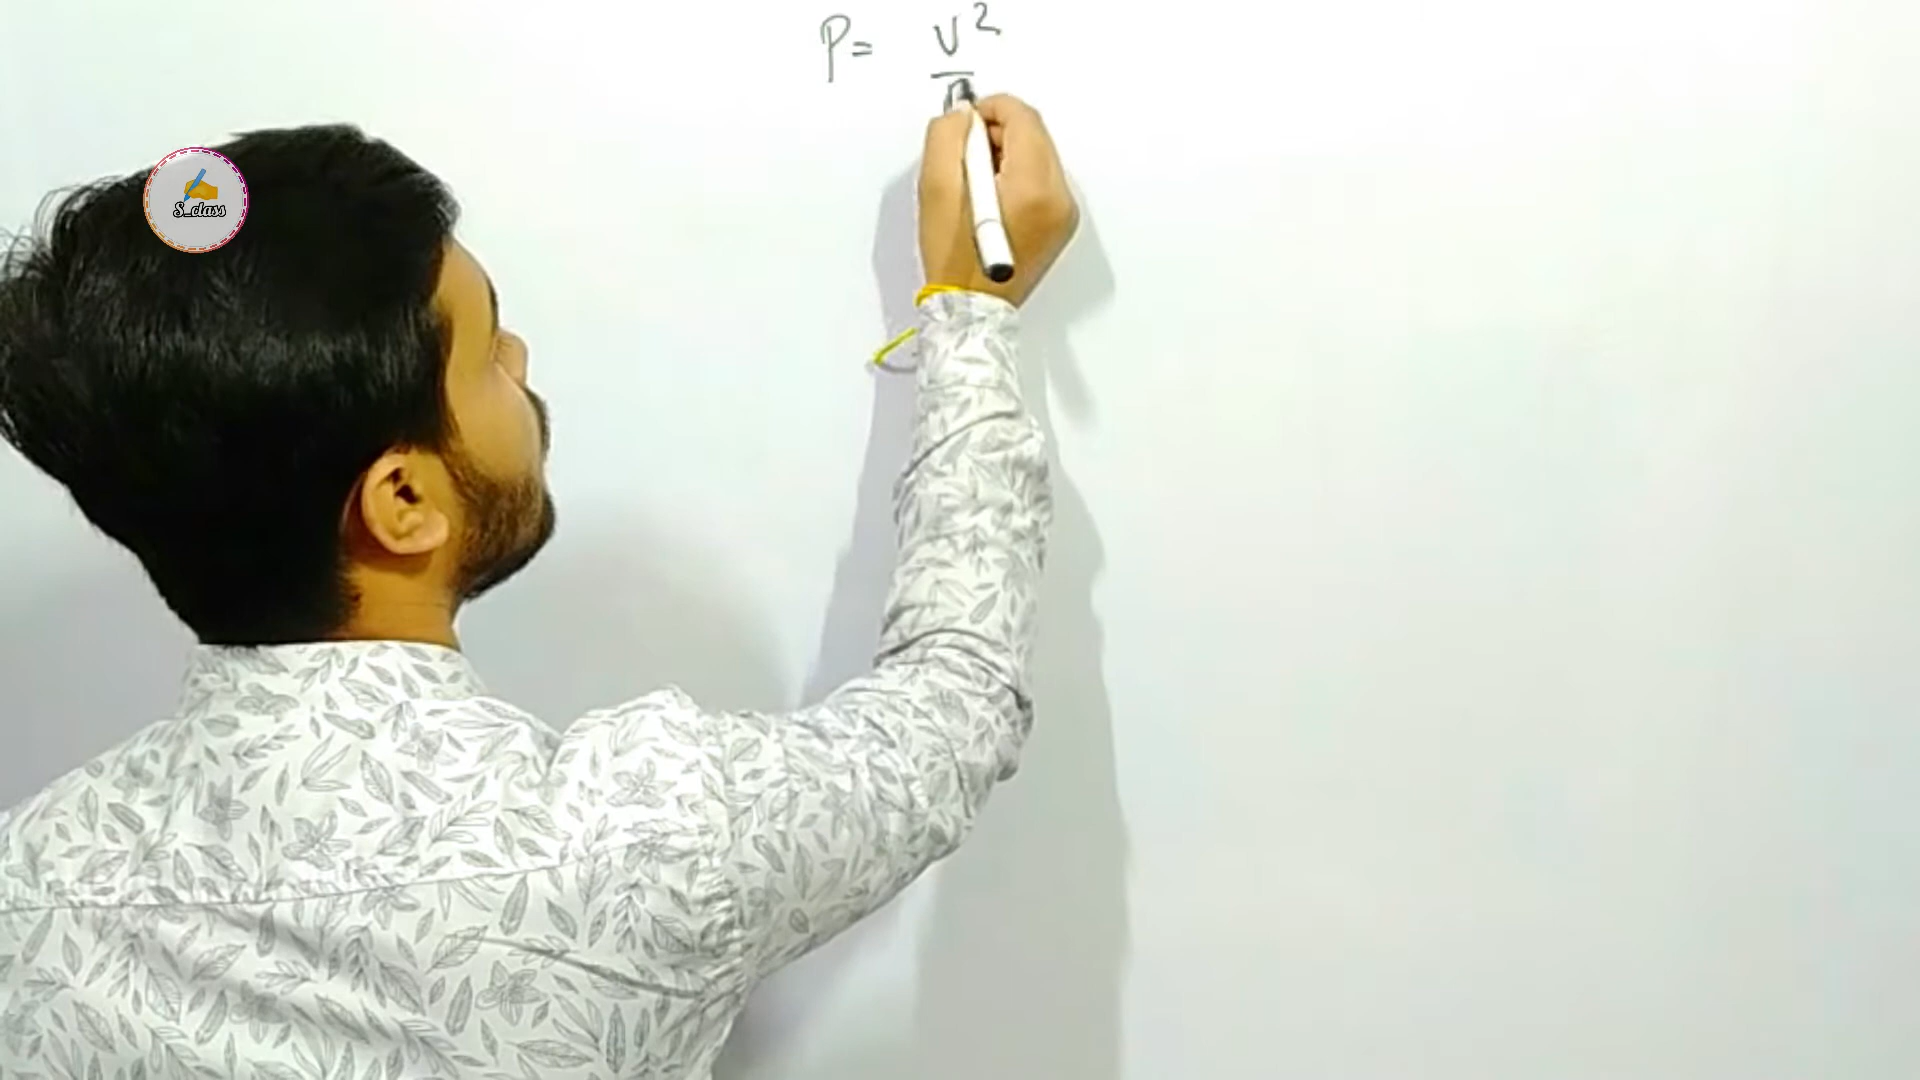 P= V²
S_class